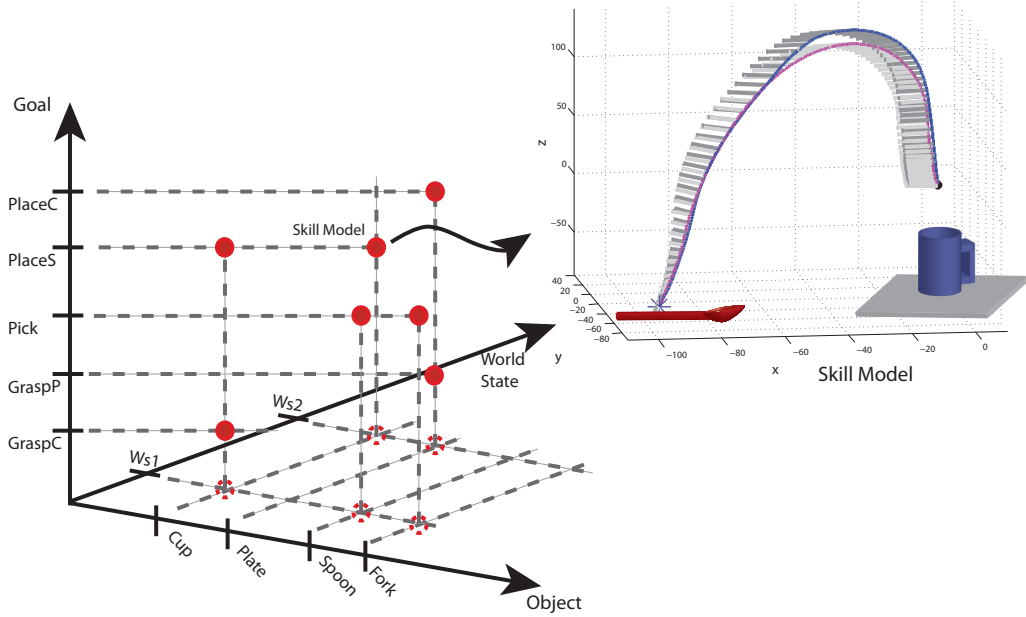 Goal
PlaceC
PlaceS
Pick
GraspP
GraspC
Skill Model
World
State
Ws2
Ws1
Cup
Plate
Spoon
Fork
Object
100
50
0
−50
z
40
20
0
−20
−40
−60
−80
y
−100
−80
−60
−40
−20
0
x
Skill Model